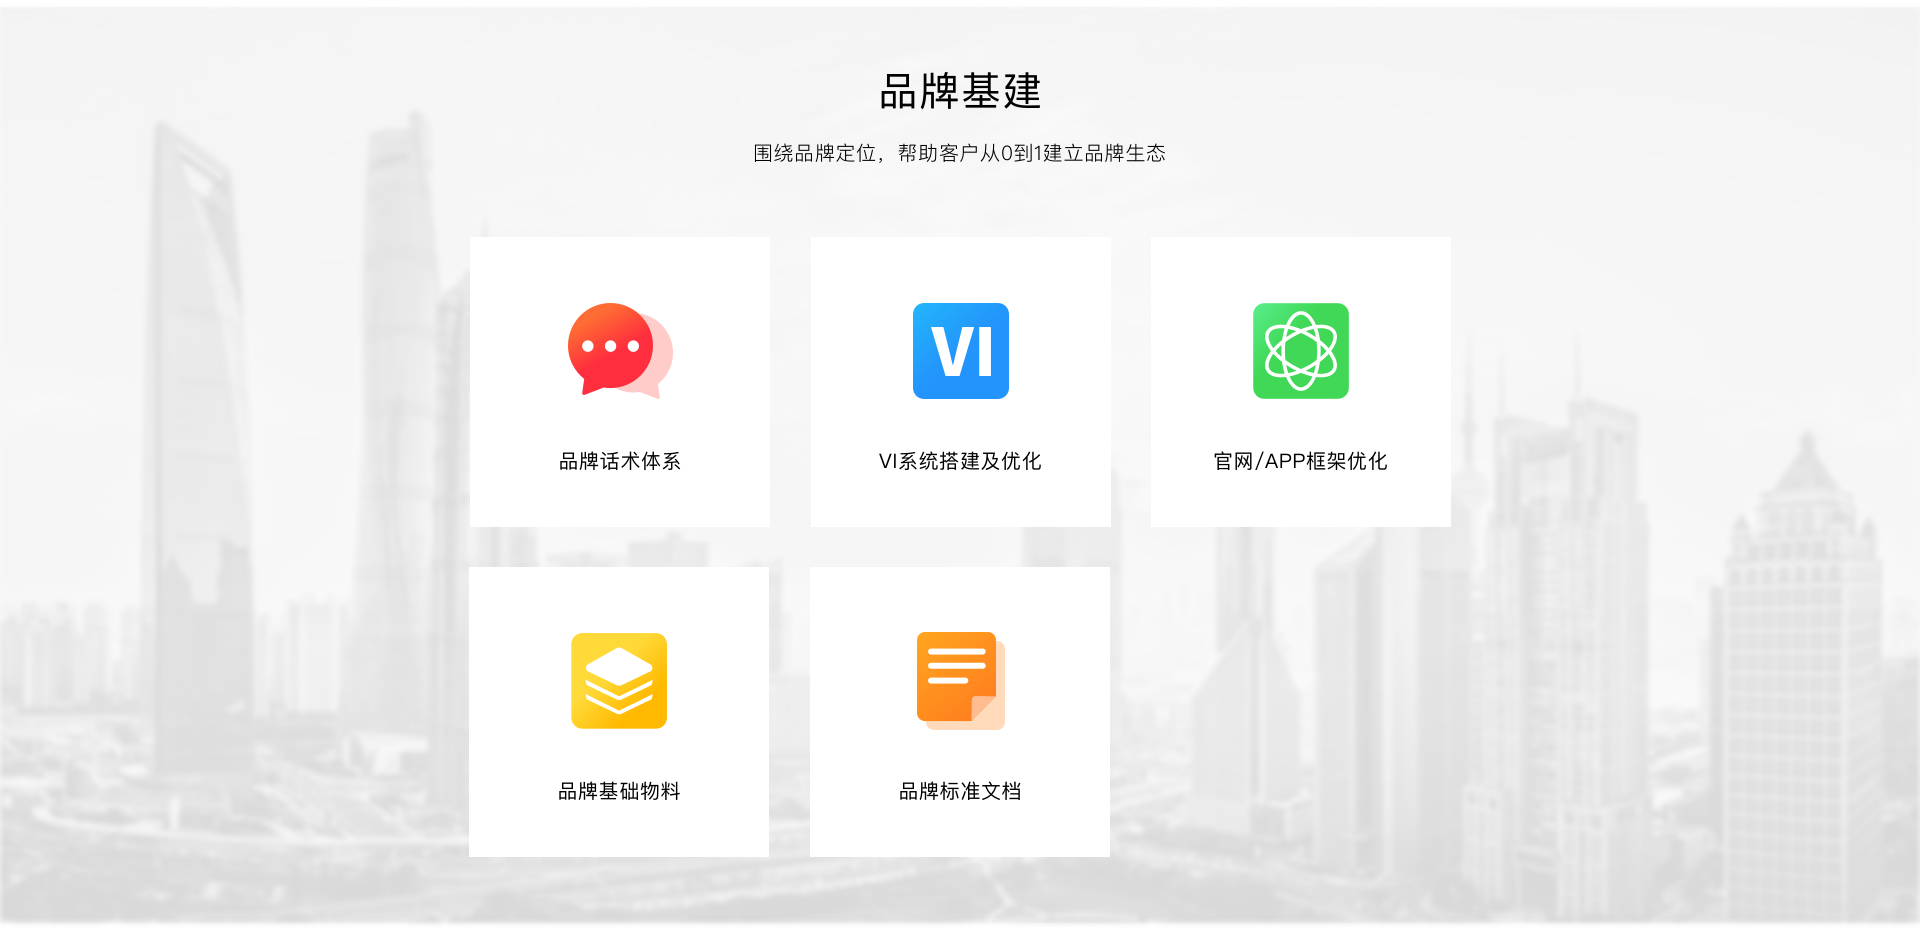 品牌基建
围绕品牌定位，帮助客户从0到1建立品牌生态
VI
品牌话术体系
VI系统搭建及优化
官网/APP框架优化
品牌基础物料
品牌标准文档